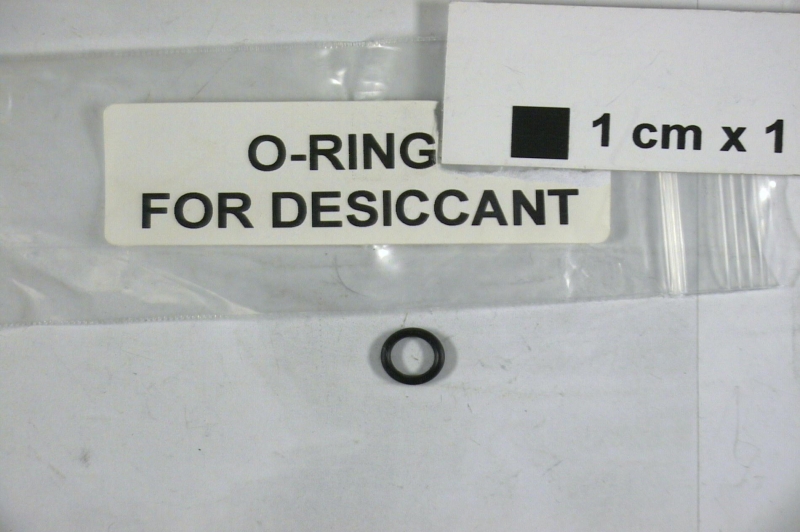 O-RING
FOR DESICCANT
1 cm x 1